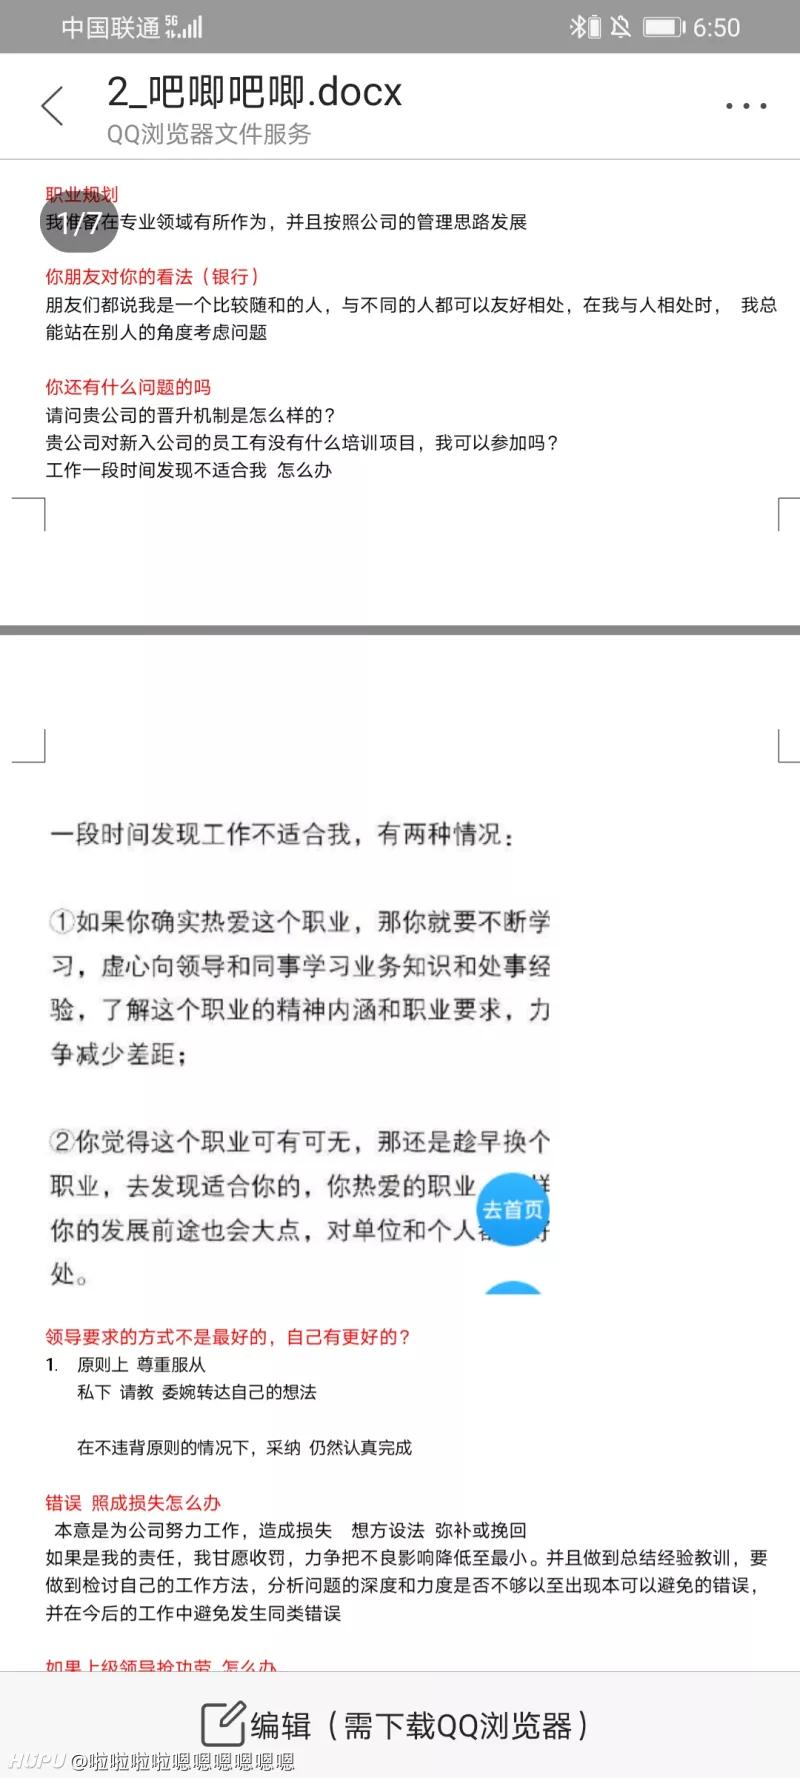 中国联通 5G 6:50
2_吧唧吧唧.docx
QQ浏览器文件服务
职业规划
我准备在专业领域有所作为，并且按照公司的管理思路发展
1/7
你朋友对你的看法（银行）
朋友们都说我是一个比较随和的人，与不同的人都可以友好相处，在我与人相处时， 我总
能站在别人的角度考虑问题
你还有什么问题的吗
请问贵公司的晋升机制是怎么样的？
贵公司对新入公司的员工有没有什么培训项目，我可以参加吗？
工作一段时间发现不适合我 怎么办
一段时间发现工作不适合我，有两种情况：
①如果你确实热爱这个职业，那你就要不断学
习，虚心向领导和同事学习业务知识和处事经
验，了解这个职业的精神内涵和职业要求，力
争减少差距；
②你觉得这个职业可有可无，那还是趁早换个
职业，去发现适合你的，你热爱的职业 样
你的发展前途也会大点，对单位和个人都 好
处。
去首页
领导要求的方式不是最好的，自己有更好的？
1. 原则上 尊重服从
私下 请教 委婉转达自己的想法
在不违背原则的情况下，采纳 仍然认真完成
错误 照成损失怎么办
本意是为公司努力工作，造成损失 想方设法 弥补或挽回
如果是我的责任，我甘愿收罚，力争把不良影响降低至最小。并且做到总结经验教训，要
做到检讨自己的工作方法，分析问题的深度和力度是否不够以至出现本可以避免的错误，
并在今后的工作中避免发生同类错误
如果上级领导抢功劳 怎么办
编辑（需下载QQ浏览器）
HUPU @啦啦啦啦嗯嗯嗯嗯嗯嗯